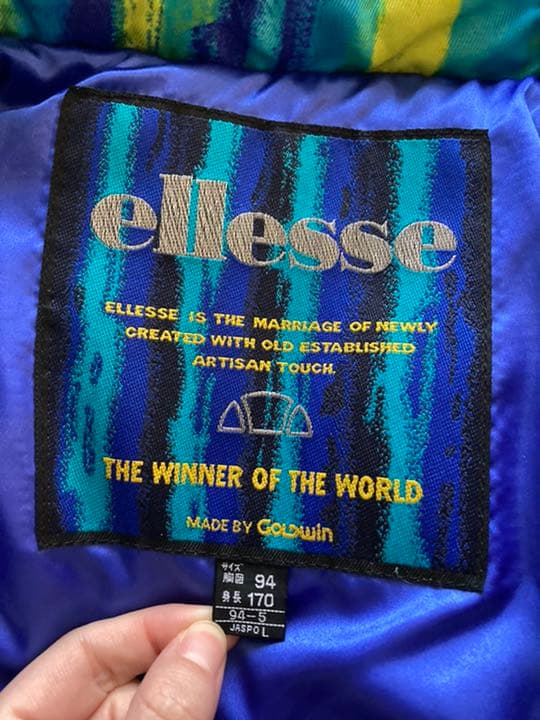 ellesse
ELLESSE IS THE MARRIAGE OF NEWLY
CREATED WITH OLD ESTABLISHED
ARTISAN TOUCH.
THE WINNER OF THE WORLD
MADE BY GOLDWIN
サイズ
胸囲 94
身長 170
94-5
JASPO L